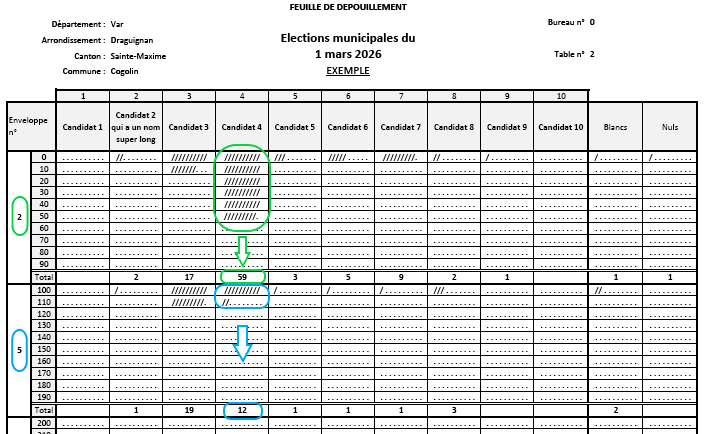 FEUILLE DE DEPOUILLEMENT
Département : Var
Bureau n° 0
Arrondissement : Draguignan
Elections municipales du
Canton : Sainte-Maxime
1 mars 2026
Table n° 2
Commune : Cogolin
EXEMPLE
1 2 3 4 5 6 7 8 9 10
Enveloppe n° Candidat 1 Candidat 2 qui a un nom super long Candidat 3 Candidat 4 Candidat 5 Candidat 6 Candidat 7 Candidat 8 Candidat 9 Candidat 10 Blancs Nuls
0 .......... //........ ////////// ////////// ///....... /////..... /////////. //........ /......... .......... /......... /.........
10 .......... .......... ///////... ////////// .......... .......... .......... .......... .......... .......... .......... ..........
20 .......... .......... .......... ////////// .......... .......... .......... .......... .......... .......... .......... ..........
30 .......... .......... .......... ////////// .......... .......... .......... .......... .......... .......... .......... ..........
40 .......... .......... .......... ////////// .......... .......... .......... .......... .......... .......... .......... ..........
2 50 .......... .......... .......... /////////. .......... .......... .......... .......... .......... .......... .......... ..........
60
70
80
90
Total 2 17 59 3 5 9 2 1 1 1
100 .......... /......... ////////// ////////// /......... /......... /......... ///....... .......... .......... //........ ..........
110 .......... .......... /////////. //........ .......... .......... .......... .......... .......... .......... .......... ..........
120
130
140
5 150
160
170
180
190
Total 1 19 12 1 1 1 3 2
200